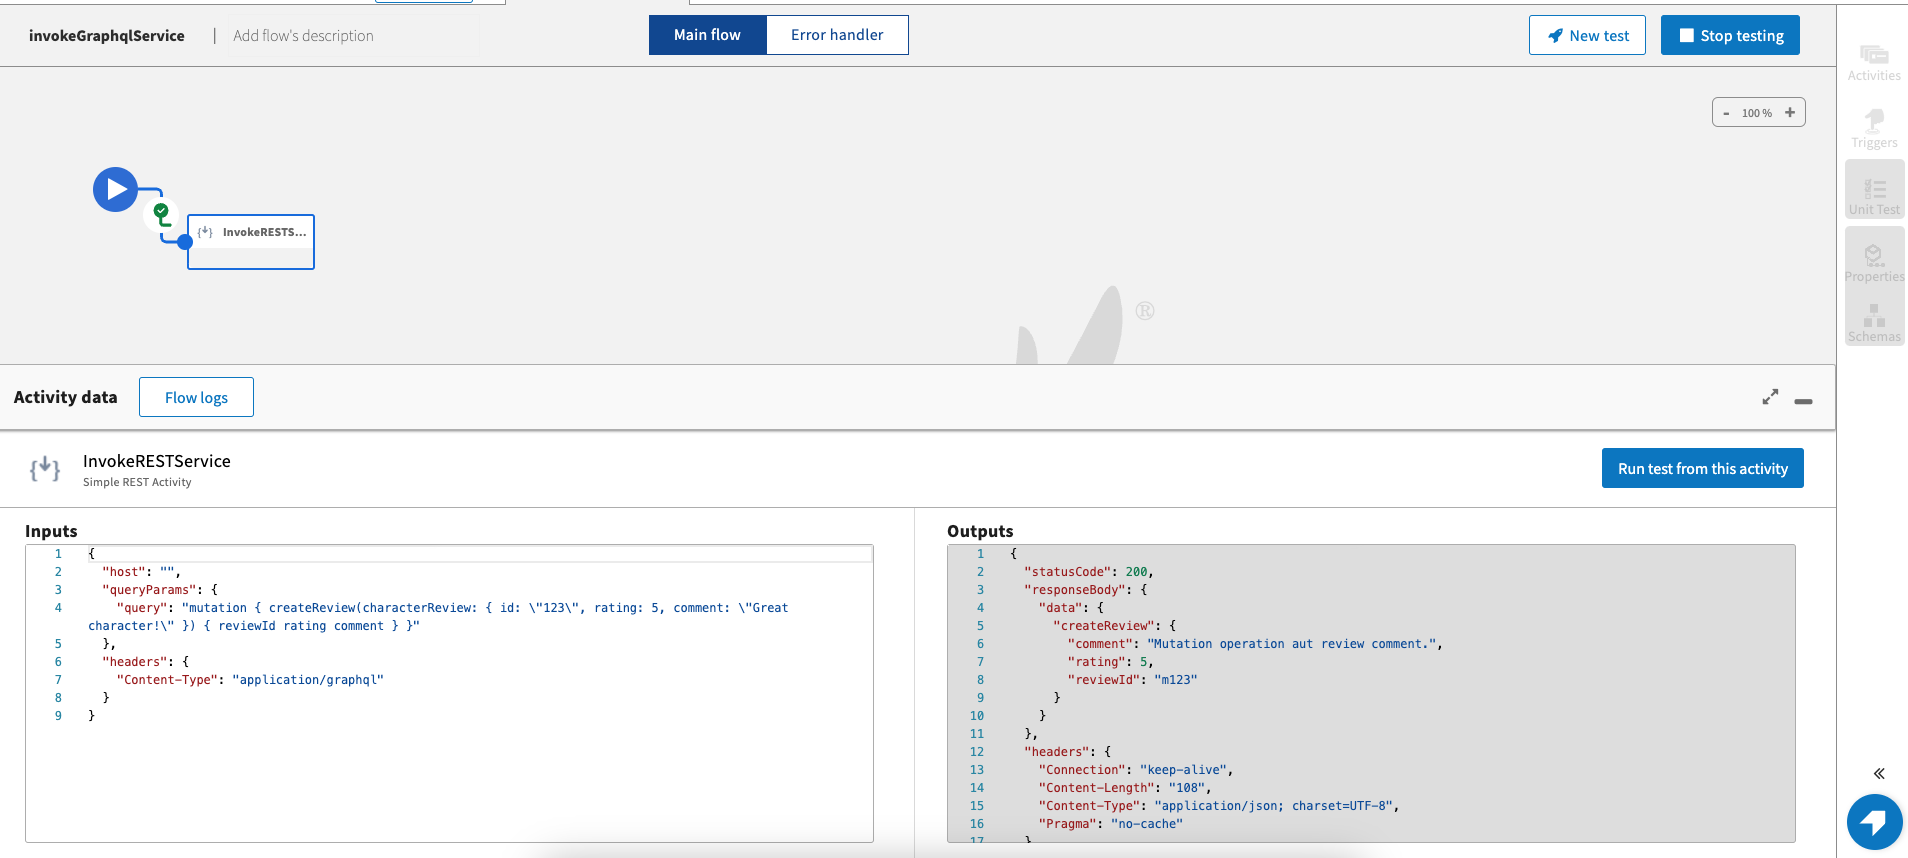 invokeGraphqlService | Add flow's description
Main flow
Error handler
New test
Stop testing
Activities
- 100 % +
Triggers
Unit Test
InvokeRESTS...
Properties
®
Schemas
Activity data
Flow logs
InvokeRESTService
Simple REST Activity
Run test from this activity
Inputs
1 {
2 "host": "",
3 "queryParams": {
4 "query": "mutation { createReview(characterReview: { id: \"123\", rating: 5, comment: \"Great
character!\" }) { reviewId rating comment } }"
5 },
6 "headers": {
7 "Content-Type": "application/graphql"
8 }
9 }
Outputs
1 {
2 "statusCode": 200,
3 "responseBody": {
4 "data": {
5 "createReview": {
6 "comment": "Mutation operation aut review comment.",
7 "rating": 5,
8 "reviewId": "m123"
9 }
10 }
11 },
12 "headers": {
13 "Connection": "keep-alive",
14 "Content-Length": "108",
15 "Content-Type": "application/json; charset=UTF-8",
16 "Pragma": "no-cache"
17 }